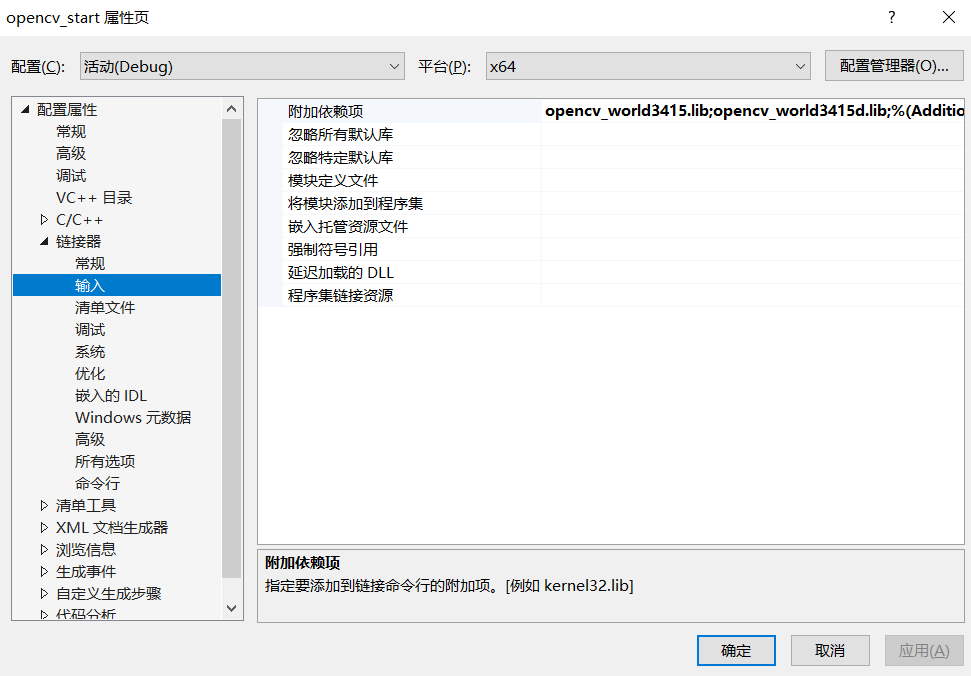 opencv_start 属性页
?
配置(C): 活动(Debug) 平台(P): x64 配置管理器(O)...
配置属性
常规
高级
调试
VC++ 目录
C/C++
链接器
常规
输入
清单文件
调试
系统
优化
嵌入的 IDL
Windows 元数据
高级
所有选项
命令行
清单工具
XML 文档生成器
浏览信息
生成事件
自定义生成步骤
代码分析
附加依赖项 opencv_world3415.lib;opencv_world3415d.lib;%(Additio
忽略所有默认库
忽略特定默认库
模块定义文件
将模块添加到程序集
嵌入托管资源文件
强制符号引用
延迟加载的 DLL
程序集链接资源
附加依赖项
指定要添加到链接命令行的附加项。[例如 kernel32.lib]
确定 取消 应用(A)